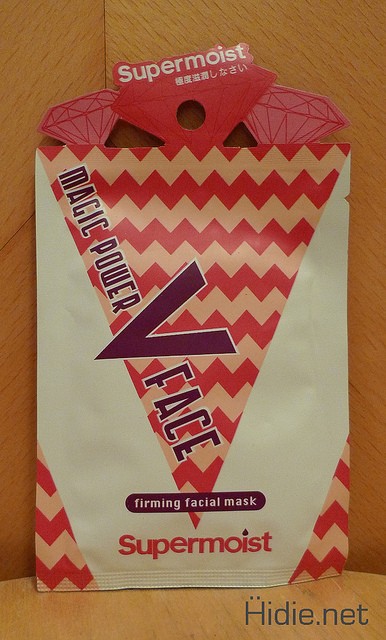 Supermoist
極度滋潤しなさい
MAGIC POWER
V
FACE
firming facial mask
Supermoist
Hidie.net